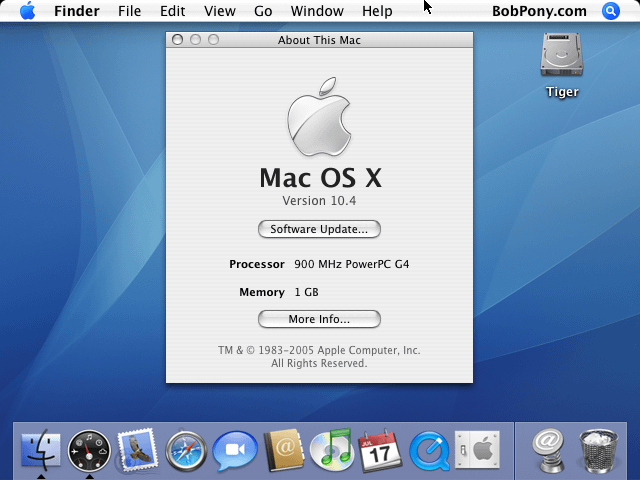 Finder File Edit View Go Window Help BobPony.com
About This Mac
Tiger
Mac OS X
Version 10.4
Software Update...
Processor 900 MHz PowerPC G4
Memory 1 GB
More Info...
TM & © 1983-2005 Apple Computer, Inc.
All Rights Reserved.
@ JUL @
17